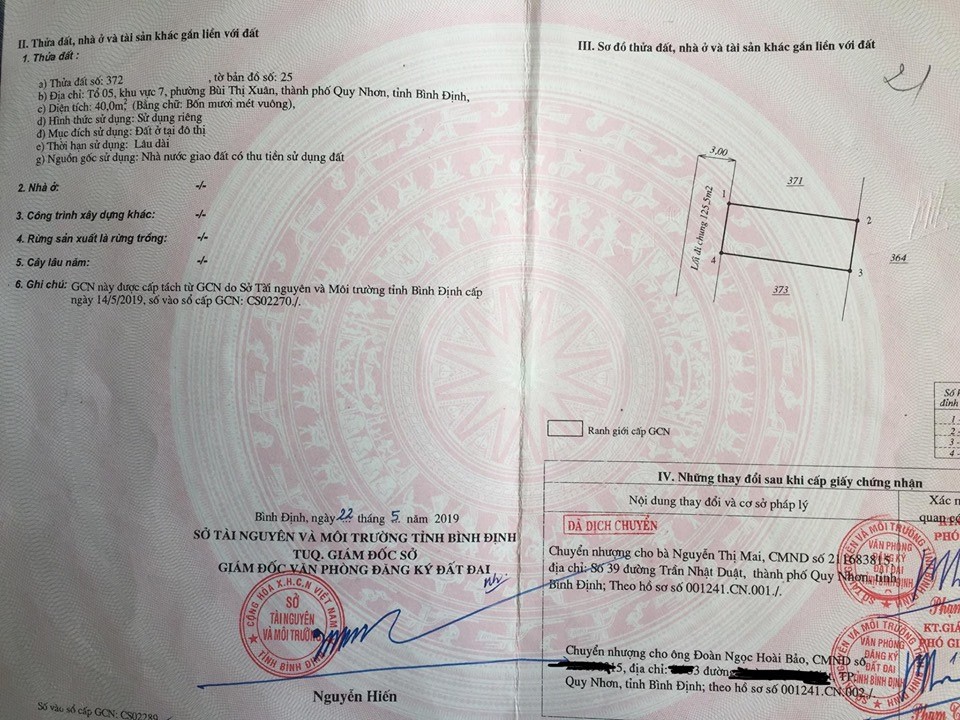 II. Thửa đất, nhà ở và tài sản khác gắn liền với đất
1. Thửa đất :
a) Thửa đất số: 372 , tờ bản đồ số: 25
b) Địa chỉ: Tổ 05, khu vực 7, phường Bùi Thị Xuân, thành phố Quy Nhơn, tỉnh Bình Định,
c) Diện tích: 40,0m² (Bằng chữ: Bốn mươi mét vuông),
d) Hình thức sử dụng: Sử dụng riêng
đ) Mục đích sử dụng: Đất ở tại đô thị
e) Thời hạn sử dụng: Lâu dài
g) Nguồn gốc sử dụng: Nhà nước giao đất có thu tiền sử dụng đất
2. Nhà ở: -/-
3. Công trình xây dựng khác: -/-
4. Rừng sản xuất là rừng trồng: -/-
5. Cây lâu năm: -/-
6. Ghi chú: GCN này được cấp tách từ GCN do Sở Tài nguyên và Môi trường tỉnh Bình Định cấp
ngày 14/5/2019, số vào sổ cấp GCN: CS02270./.
Bình Định, ngày 22 tháng 5 năm 2019
SỞ TÀI NGUYÊN VÀ MÔI TRƯỜNG TỈNH BÌNH ĐỊNH
TUQ. GIÁM ĐỐC SỞ
GIÁM ĐỐC VĂN PHÒNG ĐĂNG KÝ ĐẤT ĐAI
CỘNG HÒA X.H.C.N VIỆT NAM
SỞ
TÀI NGUYÊN
VÀ MÔI TRƯỜNG
TỈNH BÌNH ĐỊNH
Nguyễn Hiến
Số vào sổ cấp GCN: CS02289
III. Sơ đồ thửa đất, nhà ở và tài sản khác gắn liền với đất
3,00
371
1
2
Lối đi chung 125,5m2
4
3
364
373
Ranh giới cấp GCN
Số
đỉnh
1
2
3
4
IV. Những thay đổi sau khi cấp giấy chứng nhận
Nội dung thay đổi và cơ sở pháp lý
Xác
quan
ĐÃ DỊCH CHUYỂN
Chuyển nhượng cho bà Nguyễn Thị Mai, CMND số 211683815,
địa chỉ: Số 39 đường Trần Nhật Duật, thành phố Quy Nhơn, tỉnh
Bình Định; Theo hồ sơ số 001241.CN.001./.
VĂN PHÒNG
ĐĂNG KÝ
ĐẤT ĐAI
PHÓ
Chuyển nhượng cho ông Đoàn Ngọc Hoài Bảo, CMND số
5, địa chỉ: 33 đường TP.
Quy Nhơn, tỉnh Bình Định; theo hồ sơ số 001241.CN.002./.
VĂN PHÒNG
ĐĂNG KÝ
ĐẤT ĐAI
TỈNH BÌNH ĐỊNH
KT.GIÁ
PHÓ GI